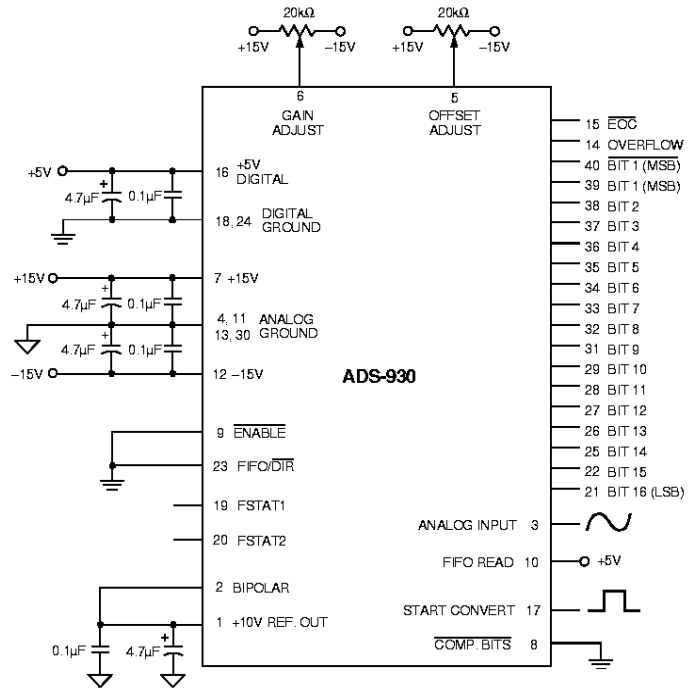 20kΩ 20kΩ
+15V −15V +15V −15V
6 5
GAIN ADJUST
OFFSET ADJUST
+5V
4.7µF + 0.1µF
16 +5V DIGITAL
18, 24 DIGITAL GROUND
+15V
4.7µF + 0.1µF
7 +15V
4, 11 ANALOG
13, 30 GROUND
4.7µF + 0.1µF
−15V
12 −15V
ADS-930
9 ENABLE
23 FIFO/DIR
19 FSTAT1
20 FSTAT2
2 BIPOLAR
1 +10V REF. OUT
0.1µF 4.7µF +
15 EOC
14 OVERFLOW
40 BIT 1 (MSB)
39 BIT 1 (MSB)
38 BIT 2
37 BIT 3
36 BIT 4
35 BIT 5
34 BIT 6
33 BIT 7
32 BIT 8
31 BIT 9
29 BIT 10
28 BIT 11
27 BIT 12
26 BIT 13
25 BIT 14
22 BIT 15
21 BIT 16 (LSB)
ANALOG INPUT 3
FIFO READ 10 +5V
START CONVERT 17
COMP. BITS 8